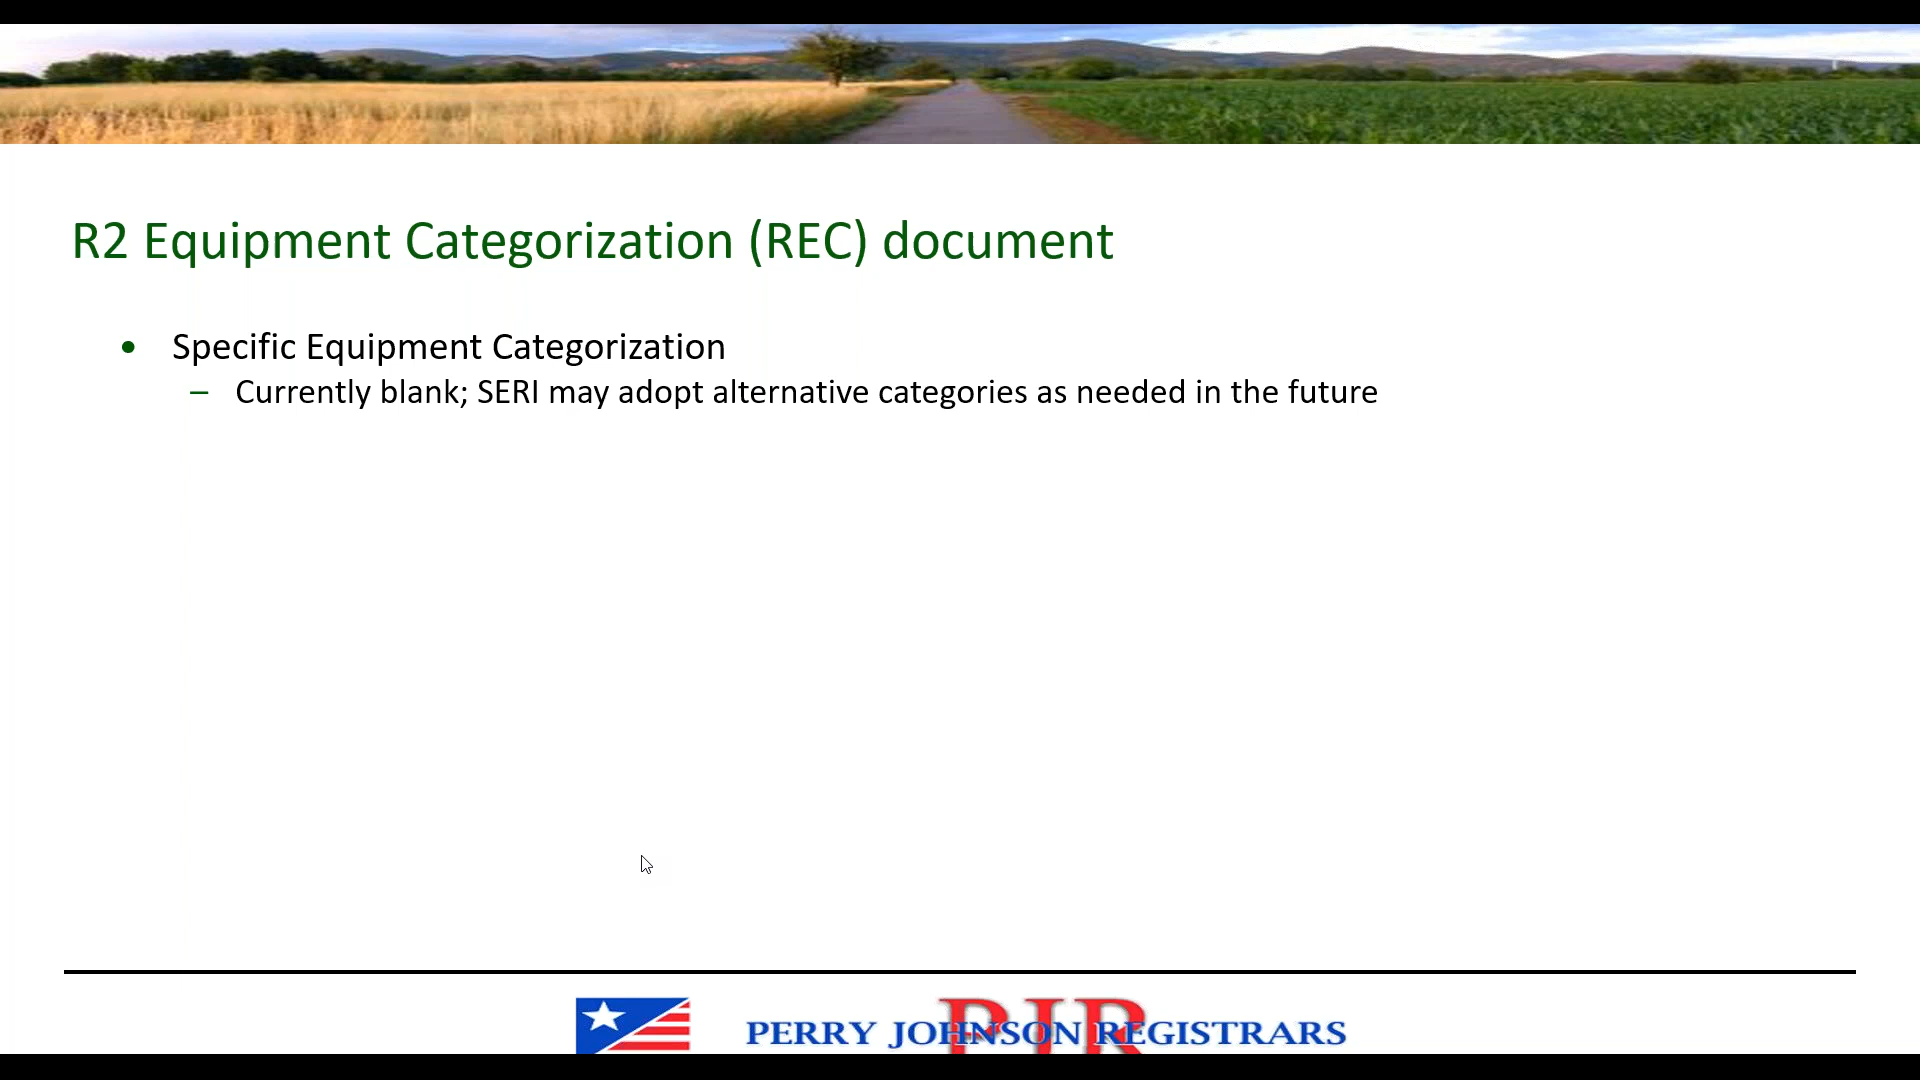 R2 Equipment Categorization (REC) document
• Specific Equipment Categorization
– Currently blank; SERI may adopt alternative categories as needed in the future
PJR
PERRY JOHNSON REGISTRARS